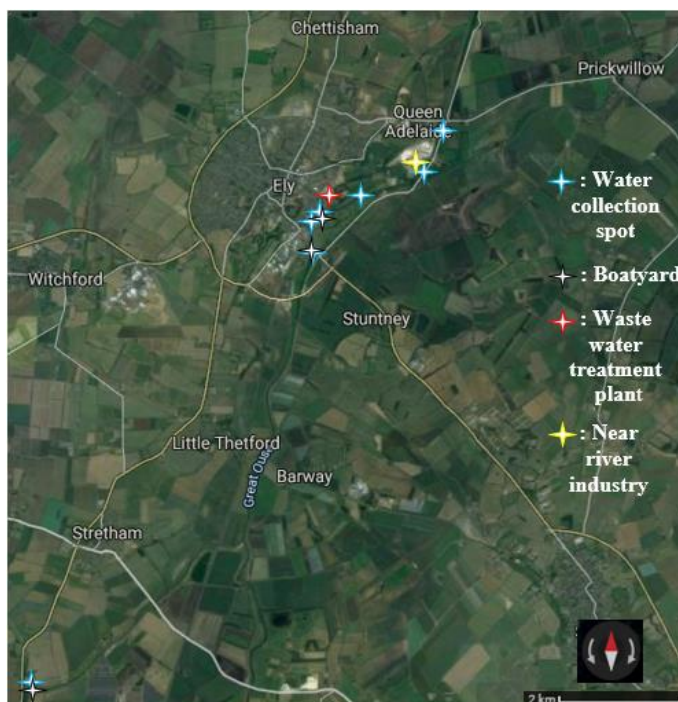 Chettisham
Prickwillow
Queen
Adelaide
Ely
: Water
collection
spot
Witchford
: Boatyard
Stuntney
: Waste
water
treatment
plant
Little Thetford
: Near
river
industry
Great Ouse
Barway
Stretham
2 km